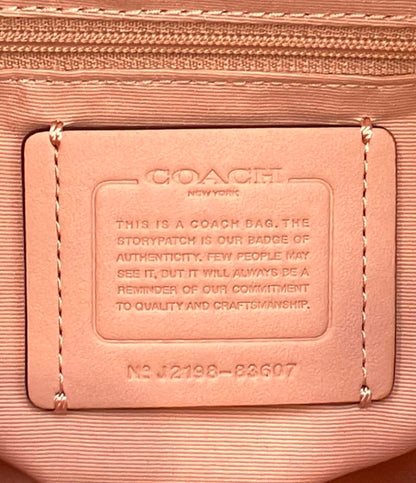 COACH
NEW YORK
THIS IS A COACH BAG. THE
STORYPATCH IS OUR BADGE OF
AUTHENTICITY. FEW PEOPLE MAY
SEE IT, BUT IT WILL ALWAYS BE A
REMINDER OF OUR COMMITMENT
TO QUALITY AND CRAFTSMANSHIP.
Nº J2198-83607